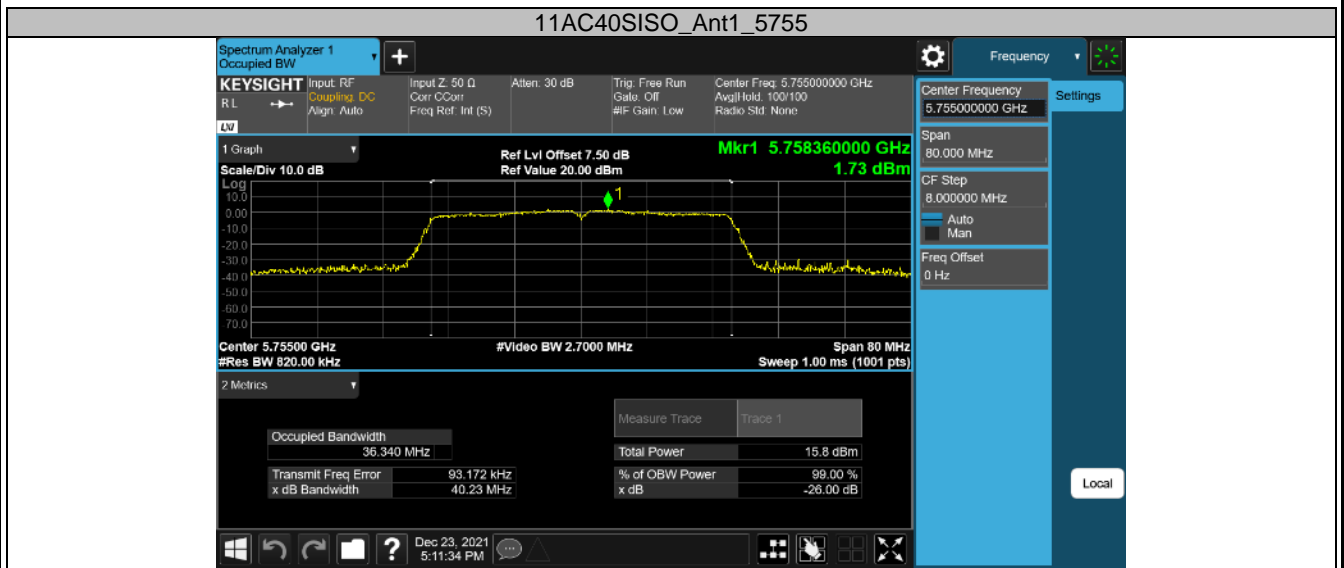 11AC40SISO_Ant1_5755
Spectrum Analyzer 1
Occupied BW
+
Frequency
KEYSIGHT
RL
LXI
Input: RF
Coupling: DC
Align: Auto
Input Z: 50 Ω
Corr CCorr
Freq Ref: Int (S)
Atten: 30 dB
Trig: Free Run
Gate: Off
#IF Gain: Low
Center Freq: 5.755000000 GHz
Avg|Hold: 100/100
Radio Std: None
Center Frequency
5.755000000 GHz
Settings
Span
80.000 MHz
CF Step
8.000000 MHz
Auto
Man
Freq Offset
0 Hz
Local
1 Graph
Scale/Div 10.0 dB
Ref Lvl Offset 7.50 dB
Ref Value 20.00 dBm
Mkr1 5.758360000 GHz
1.73 dBm
Log
10.0
0.00
-10.0
-20.0
-30.0
-40.0
-50.0
-60.0
-70.0
1
Center 5.75500 GHz
#Res BW 820.00 kHz
#Video BW 2.7000 MHz
Span 80 MHz
Sweep 1.00 ms (1001 pts)
2 Metrics
Measure Trace Trace 1
Occupied Bandwidth
36.340 MHz
Total Power 15.8 dBm
Transmit Freq Error 93.172 kHz
% of OBW Power 99.00 %
x dB Bandwidth 40.23 MHz
x dB -26.00 dB
?
Dec 23, 2021
5:11:34 PM